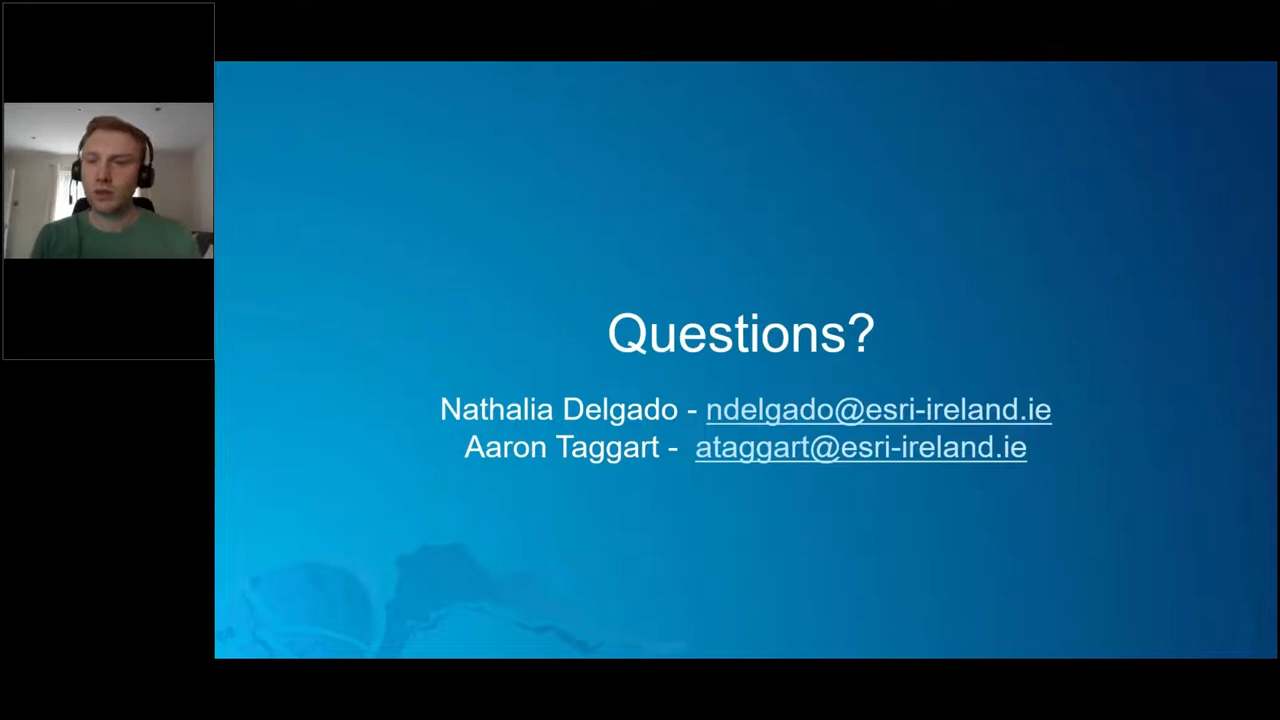 Questions?
Nathalia Delgado - ndelgado@esri-ireland.ie
Aaron Taggart - ataggart@esri-ireland.ie